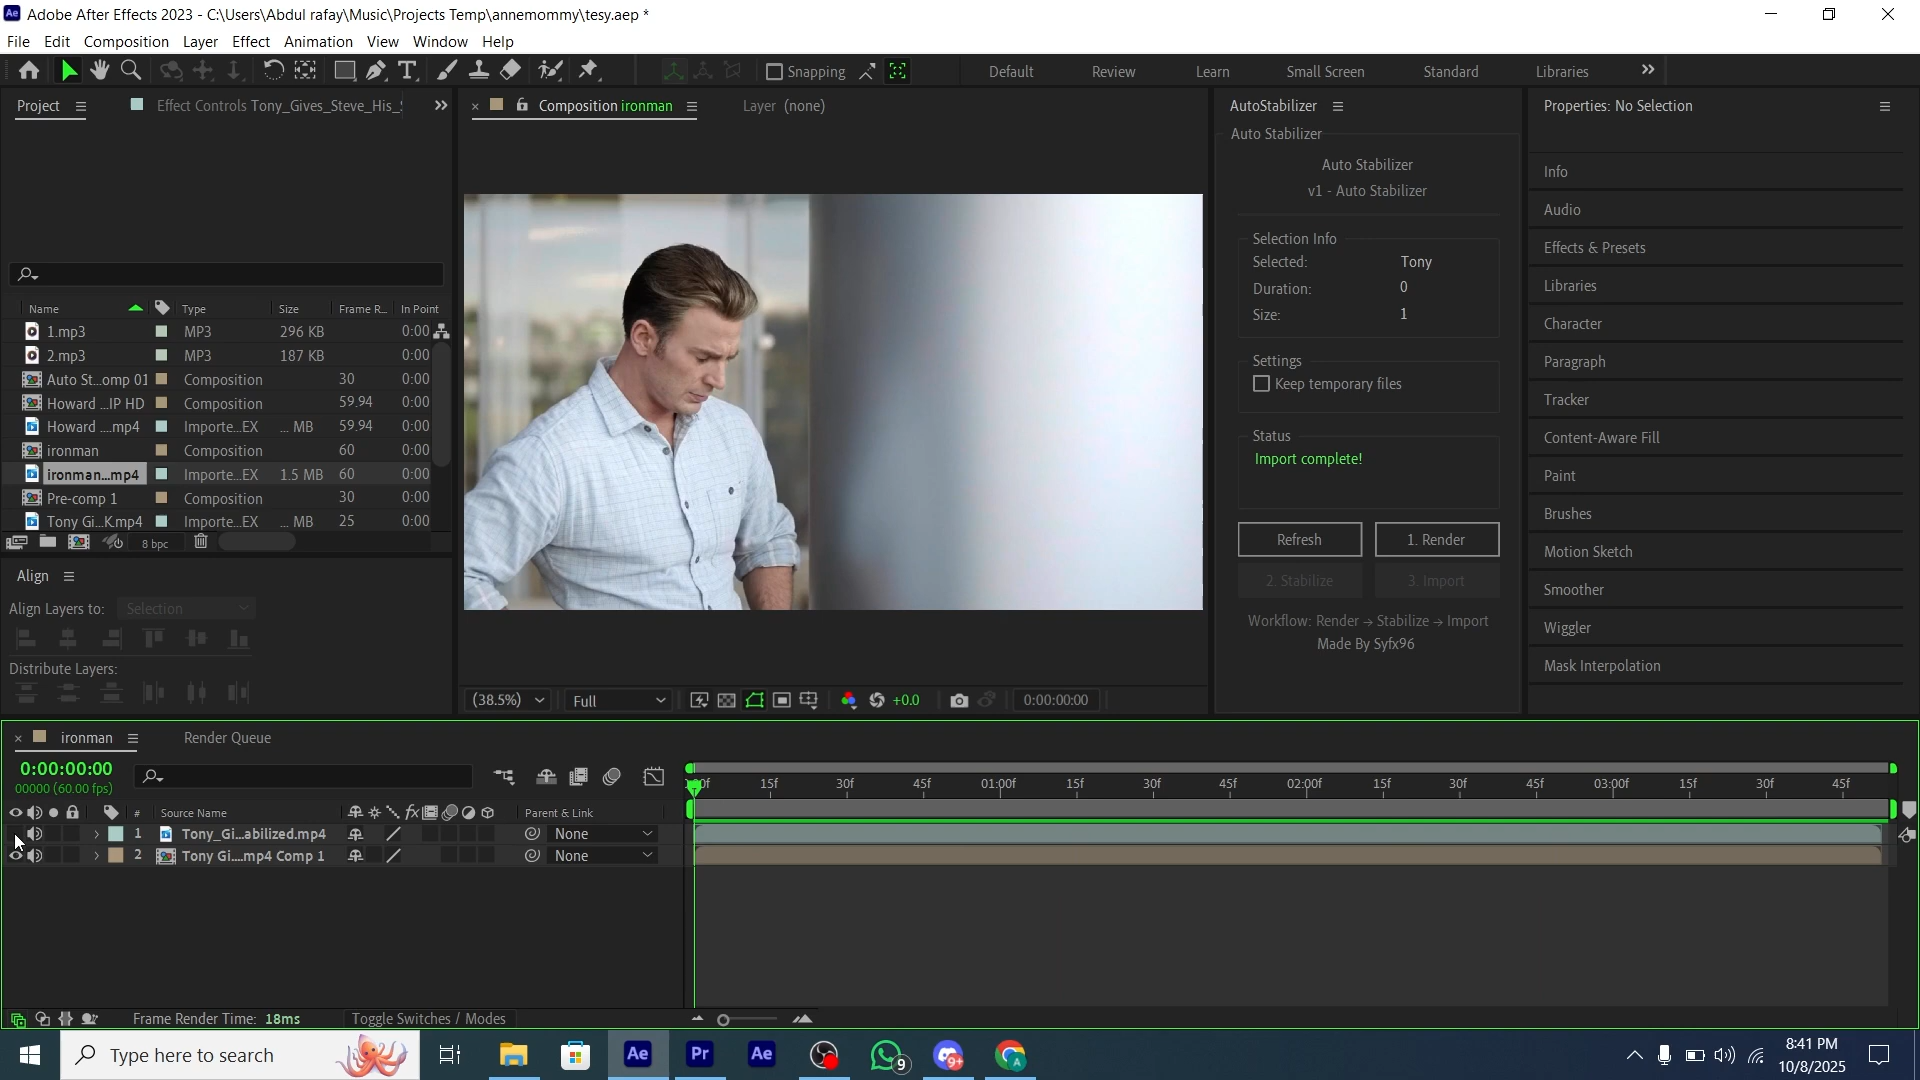 Adobe After Effects 2023 - C:\Users\Abdul rafay\Music\Projects Temp\annemommy\tesy.aep *
File Edit Composition Layer Effect Animation View Window Help
Snapping Default Review Learn Small Screen Standard Libraries
Project Effect Controls Tony_Gives_Steve_His_S
Composition ironman Layer (none)
AutoStabilizer
Properties: No Selection
Auto Stabilizer
Auto Stabilizer
v1 - Auto Stabilizer
Selection Info
Selected: Tony
Duration: 0
Size: 1
Settings
Keep temporary files
Status
Import complete!
Refresh 1. Render
2. Stabilize 3. Import
Workflow: Render → Stabilize → Import
Made By Syfx96
Info
Audio
Effects & Presets
Libraries
Character
Paragraph
Tracker
Content-Aware Fill
Paint
Brushes
Motion Sketch
Smoother
Wiggler
Mask Interpolation
Name Type Size Frame R... In Point
1.mp3 MP3 296 KB 0:00
2.mp3 MP3 187 KB 0:00
Auto St...omp 01 Composition 30 0:00
Howard ...IP HD Composition 59.94 0:00
Howard ....mp4 Importe...EX ... MB 59.94 0:00
ironman Composition 60 0:00
ironman...mp4 Importe...EX 1.5 MB 60 0:00
Pre-comp 1 Composition 30 0:00
Tony Gi...K.mp4 Importe...EX ... MB 25 0:00
8 bpc
Align
Align Layers to: Selection
Distribute Layers:
(38.5%) Full +0.0 0:00:00:00
ironman Render Queue
0:00:00:00
00000 (60.00 fps)
:00f 15f 30f 45f 01:00f 15f 30f 45f 02:00f 15f 30f 45f 03:00f 15f 30f 45f
# Source Name fx Parent & Link
1 Tony_Gi...abilized.mp4 None
2 Tony Gi....mp4 Comp 1 None
Frame Render Time: 18ms Toggle Switches / Modes
Type here to search
Ae Pr Ae 9 9+ A
8:41 PM
10/8/2025